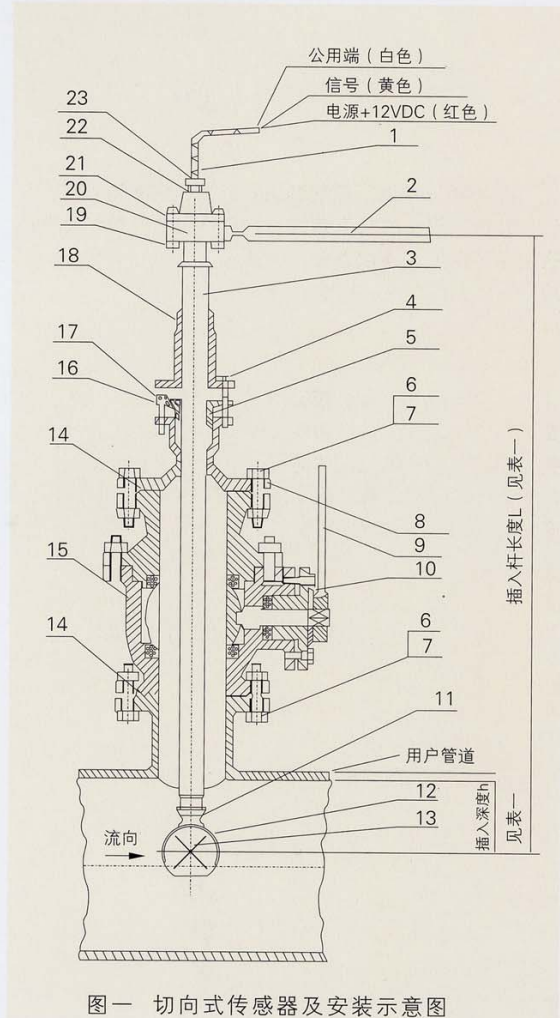 公用端（白色）
信号（黄色）
电源+12VDC（红色）
23
22
21
20
19
18
17
16
14
15
14
1
2
3
4
5
6
7
8
9
10
6
7
11
12
13
用户管道
流向
插入深度h
见表一
插入杆长度L（见表一）
图一 切向式传感器及安装示意图